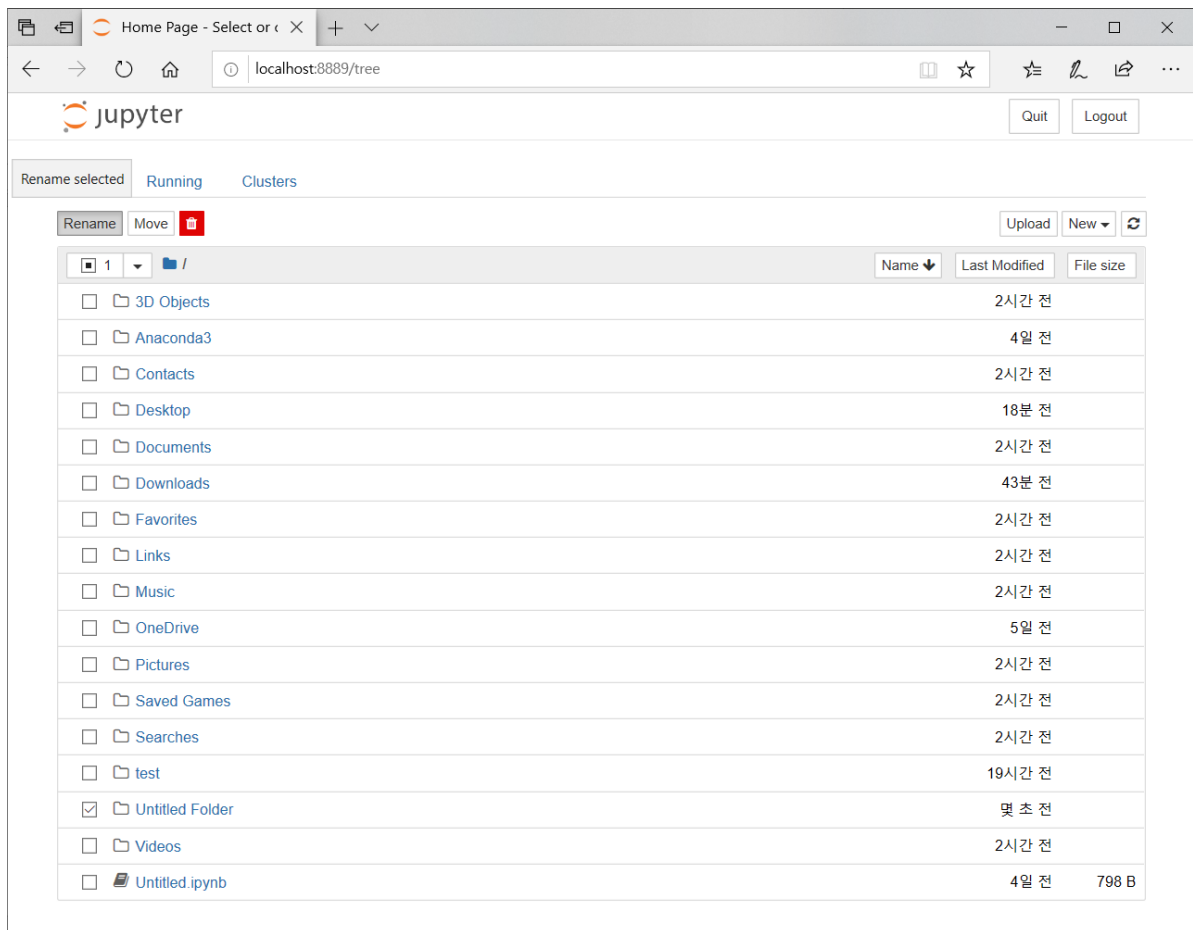 Home Page - Select or c
localhost:8889/tree
jupyter
Quit Logout
Rename selected Running Clusters
Rename Move Upload New
1 / Name Last Modified File size
3D Objects 2시간 전
Anaconda3 4일 전
Contacts 2시간 전
Desktop 18분 전
Documents 2시간 전
Downloads 43분 전
Favorites 2시간 전
Links 2시간 전
Music 2시간 전
OneDrive 5일 전
Pictures 2시간 전
Saved Games 2시간 전
Searches 2시간 전
test 19시간 전
Untitled Folder 몇 초 전
Videos 2시간 전
Untitled.ipynb 4일 전 798 B